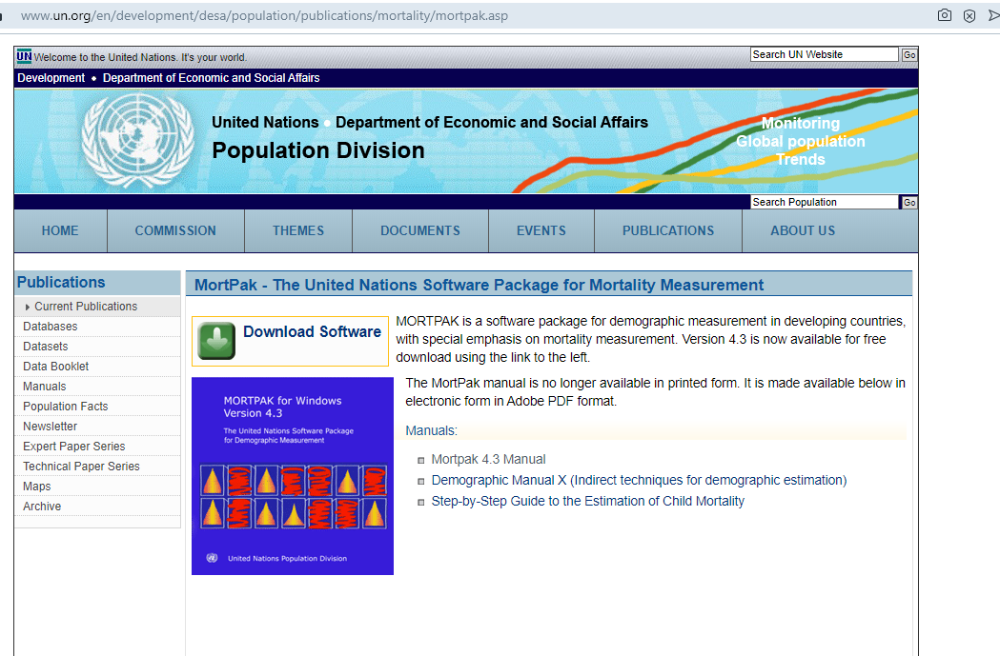 www.un.org/en/development/desa/population/publications/mortality/mortpak.asp
UN Welcome to the United Nations. It's your world.
Search UN Website Go
Development • Department of Economic and Social Affairs
United Nations • Department of Economic and Social Affairs
Population Division
Monitoring
Global population
Trends
Search Population Go
HOME COMMISSION THEMES DOCUMENTS EVENTS PUBLICATIONS ABOUT US
Publications
Current Publications
Databases
Datasets
Data Booklet
Manuals
Population Facts
Newsletter
Expert Paper Series
Technical Paper Series
Maps
Archive
MortPak - The United Nations Software Package for Mortality Measurement
Download Software
MORTPAK is a software package for demographic measurement in developing countries,
with special emphasis on mortality measurement. Version 4.3 is now available for free
download using the link to the left.
MORTPAK for Windows
Version 4.3
The United Nations Software Package
for Demographic Measurement
United Nations Population Division
The MortPak manual is no longer available in printed form. It is made available below in
electronic form in Adobe PDF format.
Manuals:
Mortpak 4.3 Manual
Demographic Manual X (Indirect techniques for demographic estimation)
Step-by-Step Guide to the Estimation of Child Mortality